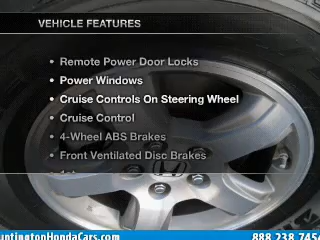 VEHICLE FEATURES
• Remote Power Door Locks
• Power Windows
• Cruise Controls On Steering Wheel
• Cruise Control
• 4-Wheel ABS Brakes
• Front Ventilated Disc Brakes
untingtonHondaCars.com 888.238.7454